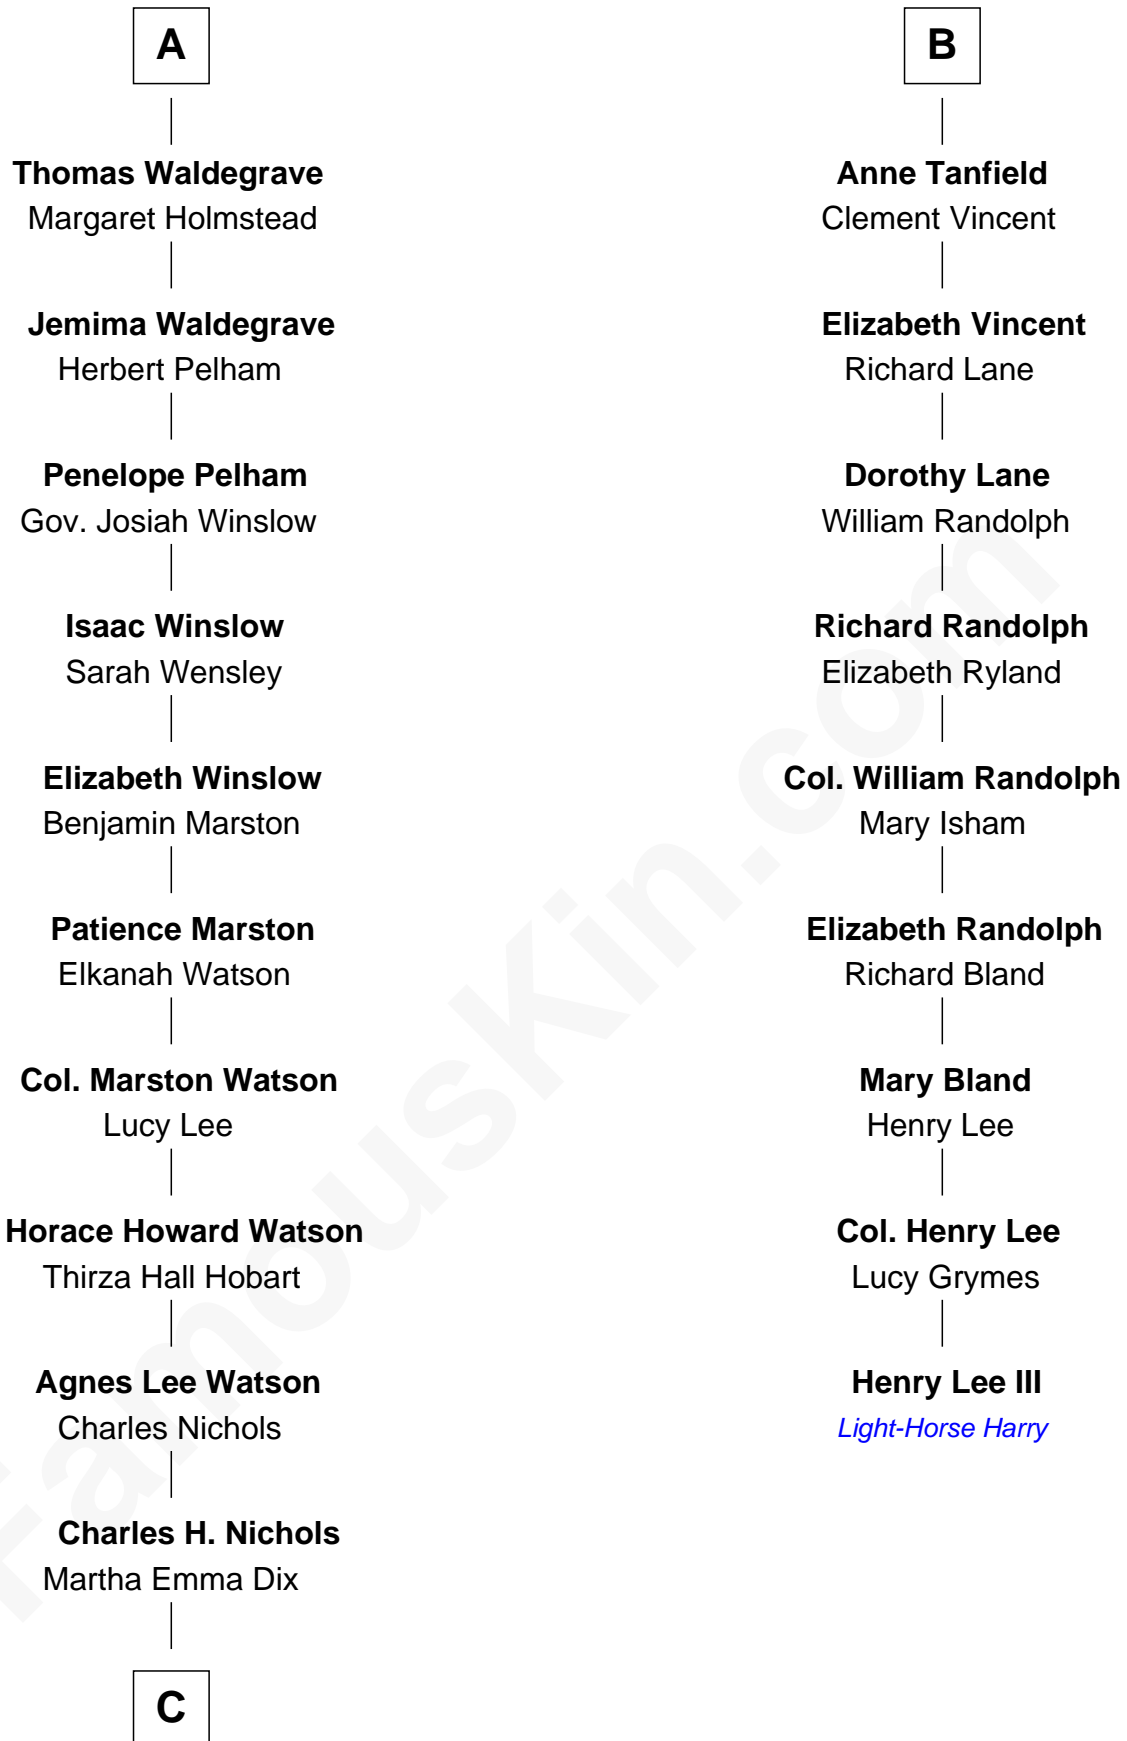 A
Thomas Waldegrave
Margaret Holmstead
Jemima Waldegrave
Herbert Pelham
Penelope Pelham
Gov. Josiah Winslow
Isaac Winslow
Sarah Wensley
Elizabeth Winslow
Benjamin Marston
Patience Marston
Elkanah Watson
Col. Marston Watson
Lucy Lee
Horace Howard Watson
Thirza Hall Hobart
Agnes Lee Watson
Charles Nichols
Charles H. Nichols
Martha Emma Dix
C
B
Anne Tanfield
Clement Vincent
Elizabeth Vincent
Richard Lane
Dorothy Lane
William Randolph
Richard Randolph
Elizabeth Ryland
Col. William Randolph
Mary Isham
Elizabeth Randolph
Richard Bland
Mary Bland
Henry Lee
Col. Henry Lee
Lucy Grymes
Henry Lee III
Light-Horse Harry
FamousKin.com